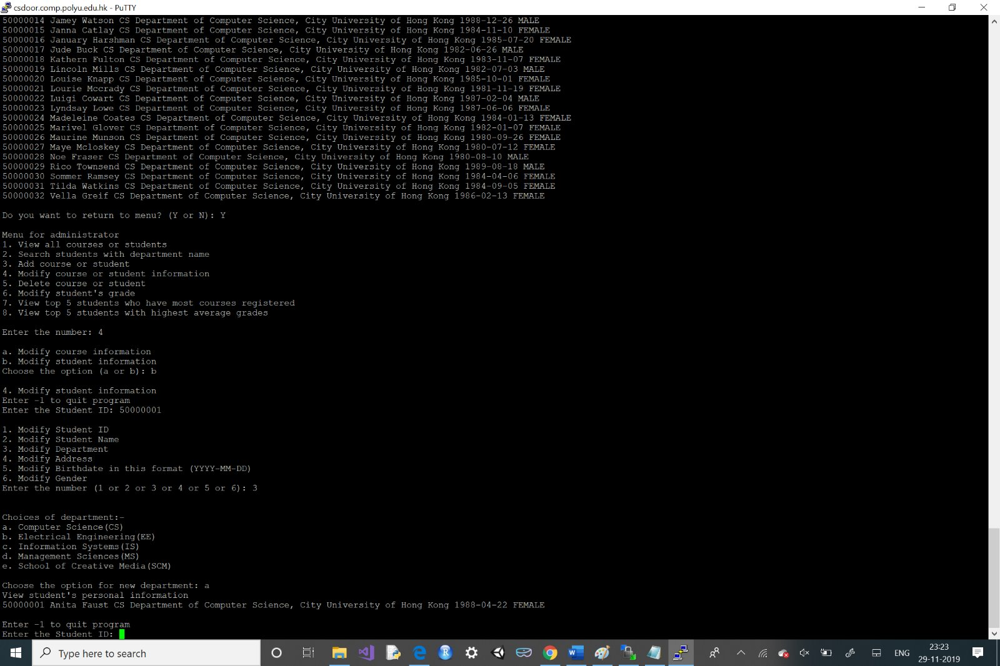 csdoor.comp.polyu.edu.hk - PuTTY
50000014 Jamey Watson CS Department of Computer Science, City University of Hong Kong 1988-12-26 MALE
50000015 Janna Catlay CS Department of Computer Science, City University of Hong Kong 1984-11-10 FEMALE
50000016 January Harshman CS Department of Computer Science, City University of Hong Kong 1985-07-20 FEMALE
50000017 Jude Buck CS Department of Computer Science, City University of Hong Kong 1982-06-26 MALE
50000018 Kathern Fulton CS Department of Computer Science, City University of Hong Kong 1983-11-07 FEMALE
50000019 Lincoln Mills CS Department of Computer Science, City University of Hong Kong 1982-07-03 MALE
50000020 Louise Knapp CS Department of Computer Science, City University of Hong Kong 1985-10-01 FEMALE
50000021 Lourie Mccrady CS Department of Computer Science, City University of Hong Kong 1981-11-19 FEMALE
50000022 Luigi Cowart CS Department of Computer Science, City University of Hong Kong 1987-02-04 MALE
50000023 Lyndsay Lowe CS Department of Computer Science, City University of Hong Kong 1987-06-06 FEMALE
50000024 Madeleine Coates CS Department of Computer Science, City University of Hong Kong 1984-01-13 FEMALE
50000025 Marivel Glover CS Department of Computer Science, City University of Hong Kong 1982-01-07 FEMALE
50000026 Maurine Munson CS Department of Computer Science, City University of Hong Kong 1980-09-26 FEMALE
50000027 Maye Mcloskey CS Department of Computer Science, City University of Hong Kong 1980-07-12 FEMALE
50000028 Noe Fraser CS Department of Computer Science, City University of Hong Kong 1980-08-10 MALE
50000029 Rico Townsend CS Department of Computer Science, City University of Hong Kong 1989-08-18 MALE
50000030 Sommer Ramsey CS Department of Computer Science, City University of Hong Kong 1984-04-06 FEMALE
50000031 Tilda Watkins CS Department of Computer Science, City University of Hong Kong 1984-09-05 FEMALE
50000032 Vella Greif CS Department of Computer Science, City University of Hong Kong 1986-02-13 FEMALE
Do you want to return to menu? (Y or N): Y
Menu for administrator
1. View all courses or students
2. Search students with department name
3. Add course or student
4. Modify course or student information
5. Delete course or student
6. Modify student's grade
7. View top 5 students who have most courses registered
8. View top 5 students with highest average grades
Enter the number: 4
a. Modify course information
b. Modify student information
Choose the option (a or b): b
4. Modify student information
Enter -1 to quit program
Enter the Student ID: 50000001
1. Modify Student ID
2. Modify Student Name
3. Modify Department
4. Modify Address
5. Modify Birthdate in this format (YYYY-MM-DD)
6. Modify Gender
Enter the number (1 or 2 or 3 or 4 or 5 or 6): 3
Choices of department:-
a. Computer Science(CS)
b. Electrical Engineering(EE)
c. Information Systems(IS)
d. Management Sciences(MS)
e. School of Creative Media(SCM)
Choose the option for new department: a
View student's personal information
50000001 Anita Faust CS Department of Computer Science, City University of Hong Kong 1988-04-22 FEMALE
Enter -1 to quit program
Enter the Student ID:
Type here to search
ENG
23:23
29-11-2019